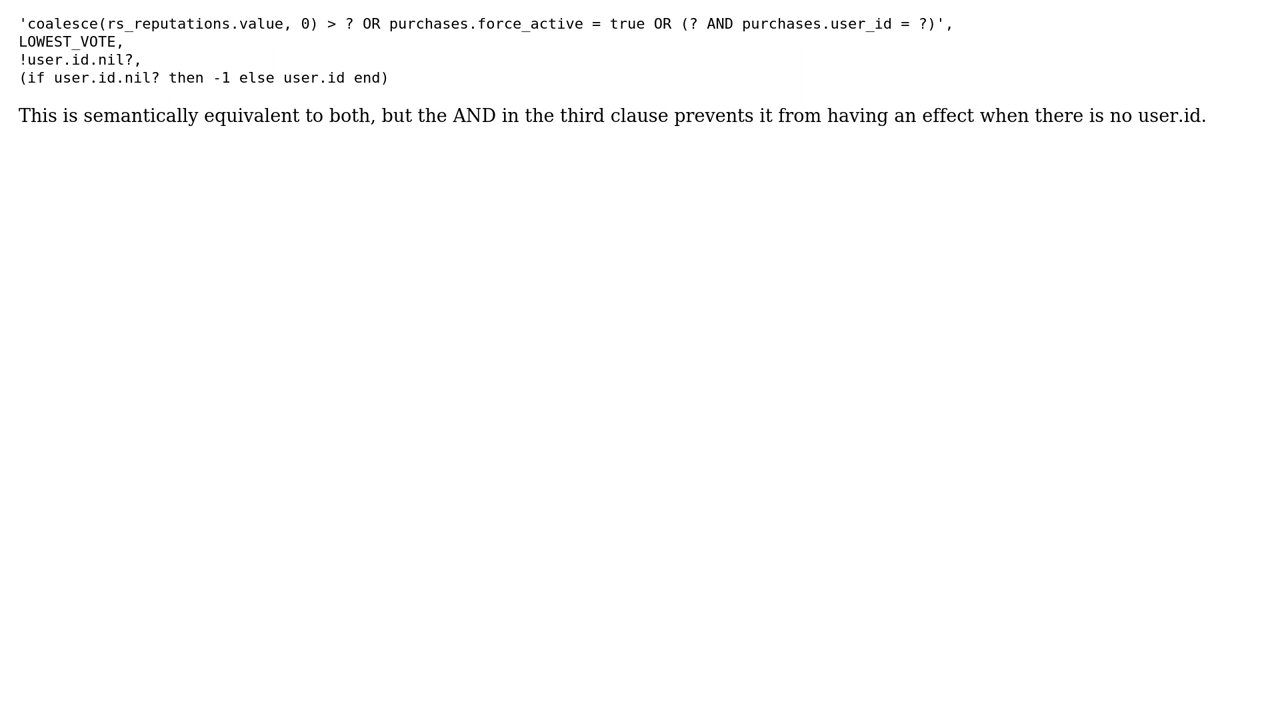 'coalesce(rs_reputations.value, 0) > ? OR purchases.force_active = true OR (? AND purchases.user_id = ?)',
LOWEST_VOTE,
!user.id.nil?,
(if user.id.nil? then -1 else user.id end)
This is semantically equivalent to both, but the AND in the third clause prevents it from having an effect when there is no user.id.